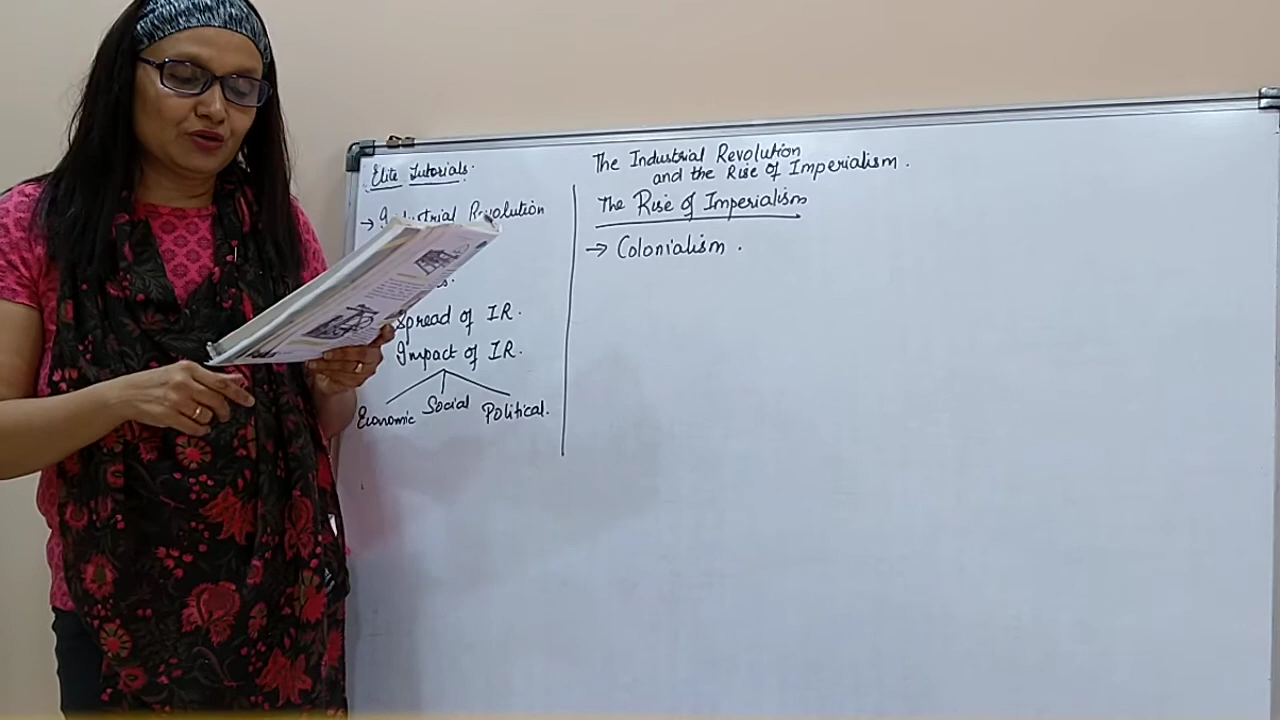 Elite Tutorials.
The Industrial Revolution
and the Rise of Imperialism.
→ Industrial Revolution
Spread of IR.
Impact of IR.
Economic Social Political.
The Rise of Imperialism
→ Colonialism.